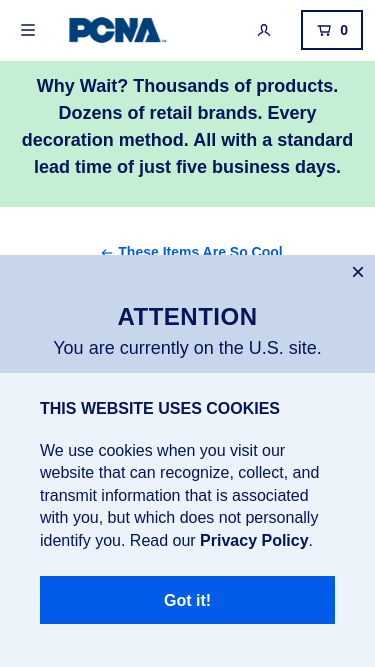 PCNA
0
Why Wait? Thousands of products.
Dozens of retail brands. Every
decoration method. All with a standard
lead time of just five business days.
← These Items Are So Cool
×
ATTENTION
You are currently on the U.S. site.
THIS WEBSITE USES COOKIES
We use cookies when you visit our
website that can recognize, collect, and
transmit information that is associated
with you, but which does not personally
identify you. Read our Privacy Policy.
Got it!